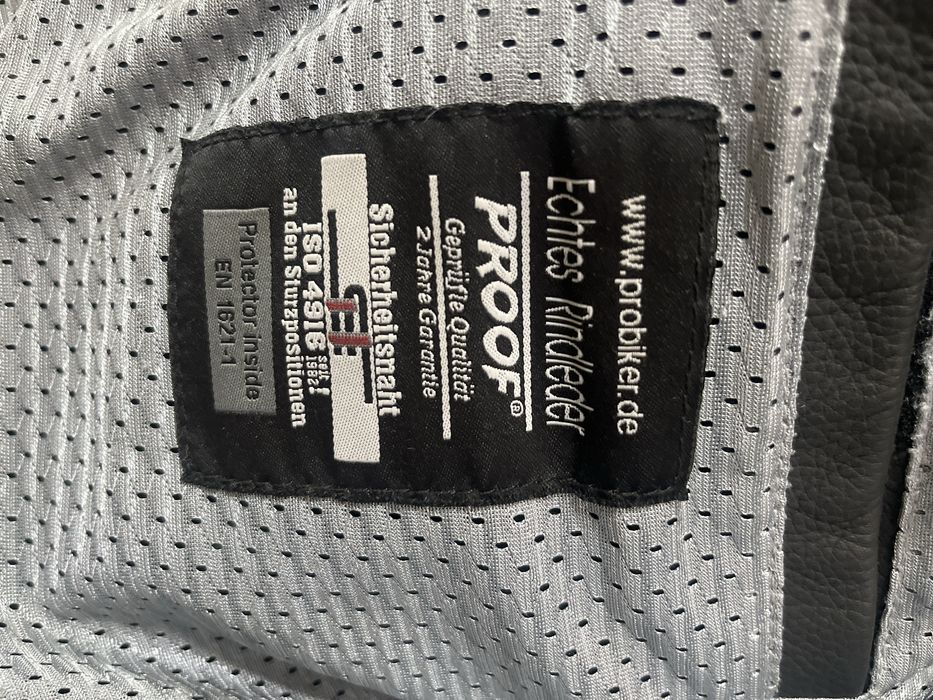 www.probiker.de
Echtes Rindleder
PROOF®
Geprüfte Qualität
2 Jahre Garantie
Sicherheitsnaht
ISO 4916 seit 1982!
an den Sturzpositionen
Protector inside
EN 1621-1